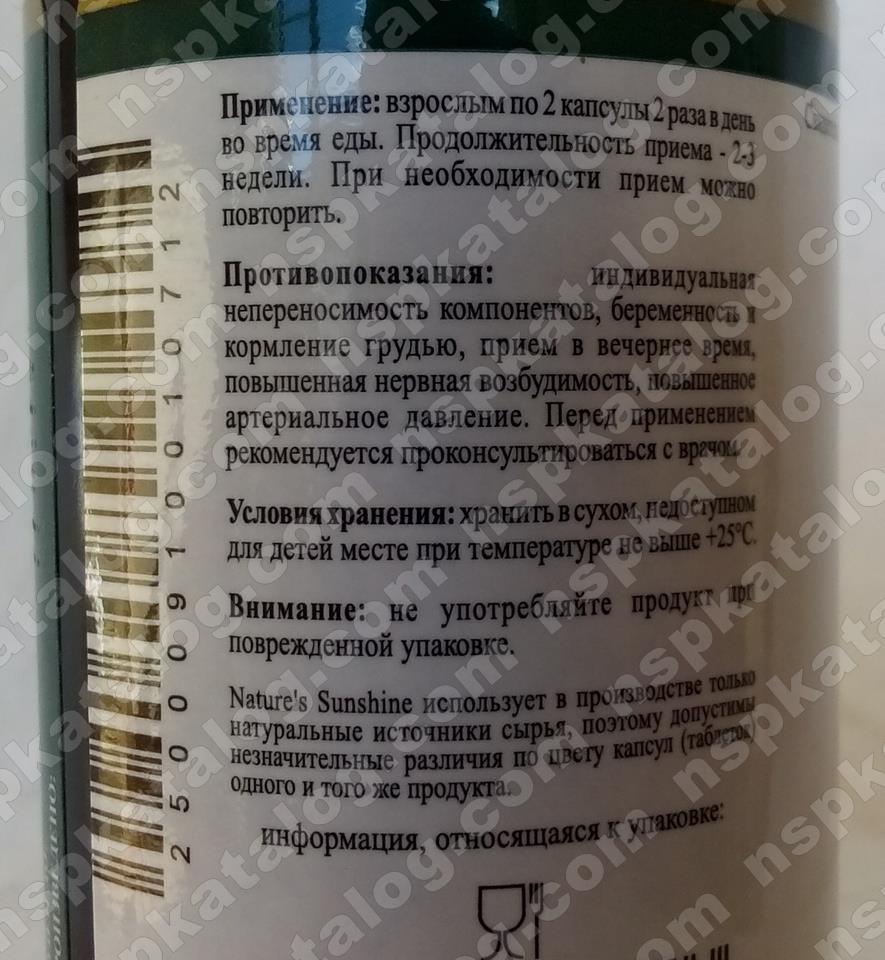 Применение: взрослым по 2 капсулы 2 раза в день
во время еды. Продолжительность приема - 2-3
недели. При необходимости прием можно
повторить.
Противопоказания: индивидуальная
непереносимость компонентов, беременность и
кормление грудью, прием в вечернее время,
повышенная нервная возбудимость, повышенное
артериальное давление. Перед применением
рекомендуется проконсультироваться с врачом.
Условия хранения: хранить в сухом, недоступном
для детей месте при температуре не выше +25°C.
Внимание: не употребляйте продукт при
поврежденной упаковке.
Nature's Sunshine использует в производстве только
натуральные источники сырья, поэтому допустимы
незначительные различия по цвету капсул (таблеток)
одного и того же продукта.
информация, относящаяся к упаковке:
25000910010712
nspkatalog.com